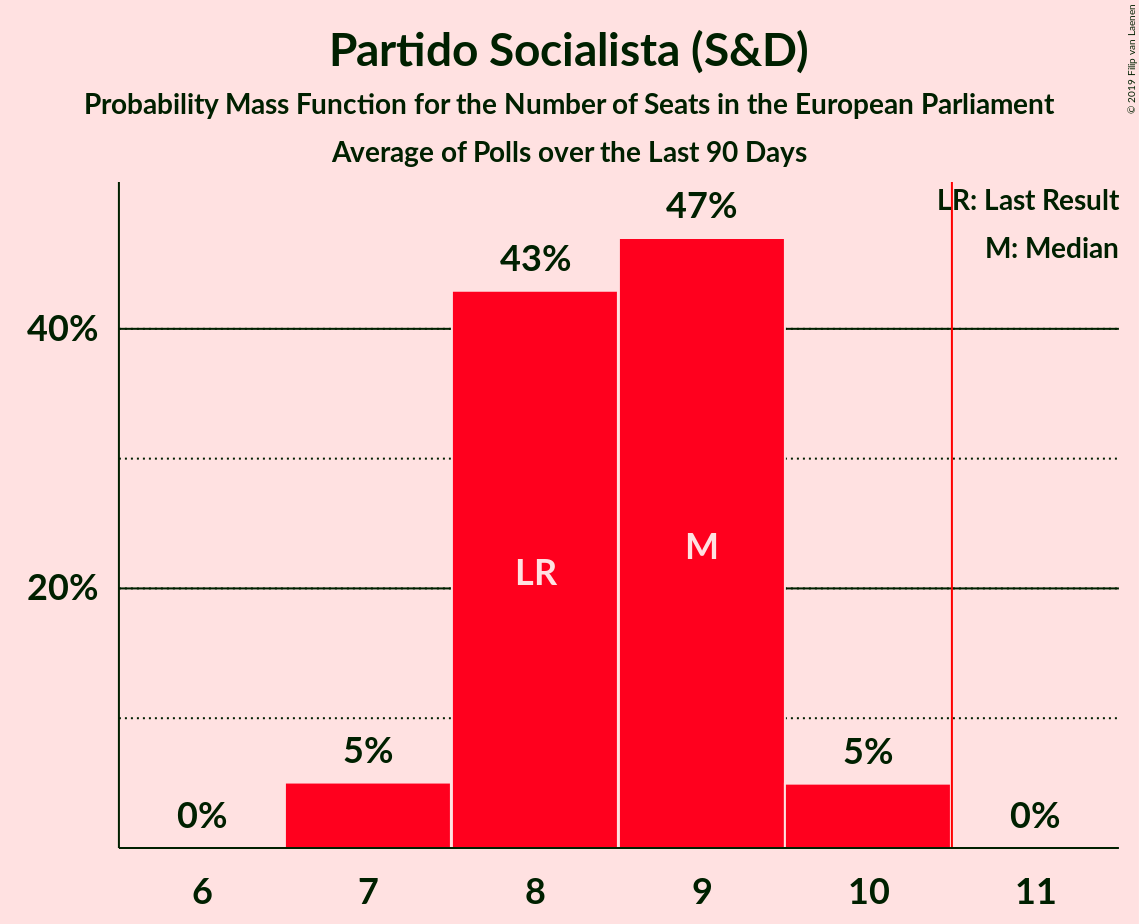 Partido Socialista (S&D)
Probability Mass Function for the Number of Seats in the European Parliament
Average of Polls over the Last 90 Days
© 2019 Filip van Laenen
LR: Last Result
M: Median
47%
43%
40%
M
LR
20%
5%
5%
0%
0%
6 7 8 9 10 11